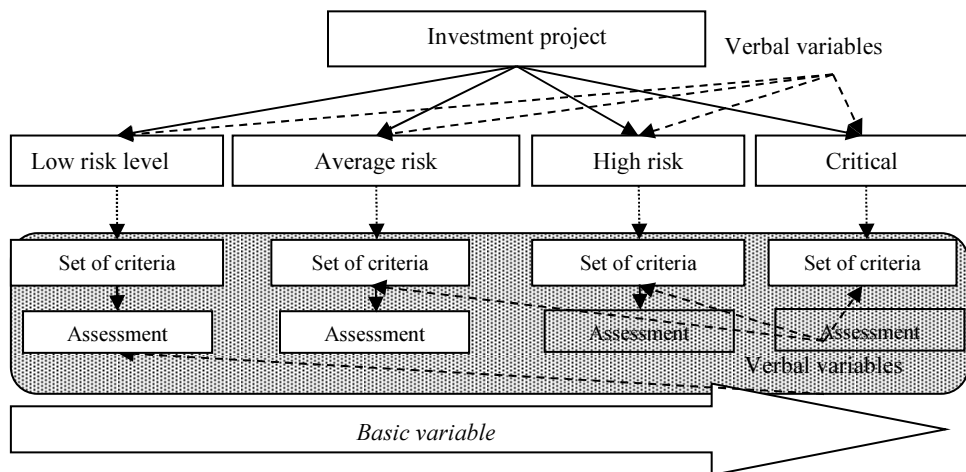 Investment project
Verbal variables
Low risk level
Average risk
High risk
Critical
Set of criteria
Set of criteria
Set of criteria
Set of criteria
Assessment
Assessment
Assessment
Assessment
Verbal variables
Basic variable